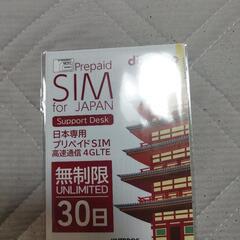 Prepaid
SIM
for JAPAN
Support Desk
日本専用
プリペイドSIM
高速通信 4GLTE
無制限
UNLIMITED
30日